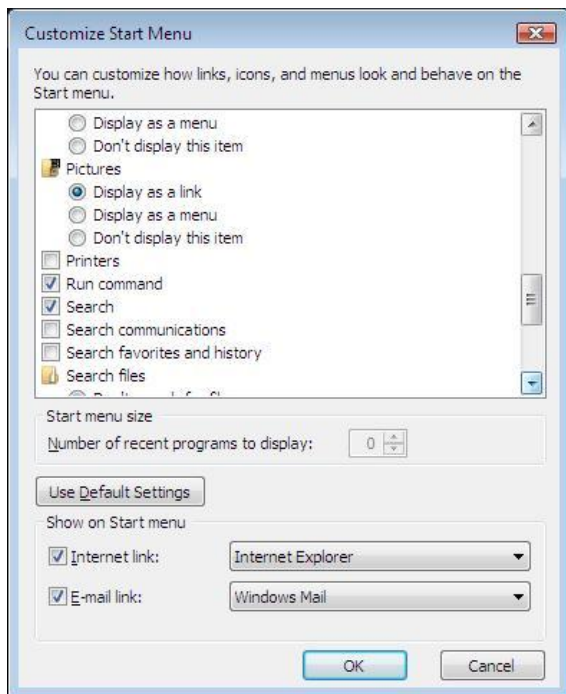 Customize Start Menu
You can customize how links, icons, and menus look and behave on the
Start menu.
Display as a menu
Don't display this item
Pictures
Display as a link
Display as a menu
Don't display this item
Printers
Run command
Search
Search communications
Search favorites and history
Search files
Start menu size
Number of recent programs to display: 0
Use Default Settings
Show on Start menu
Internet link: Internet Explorer
E-mail link: Windows Mail
OK Cancel